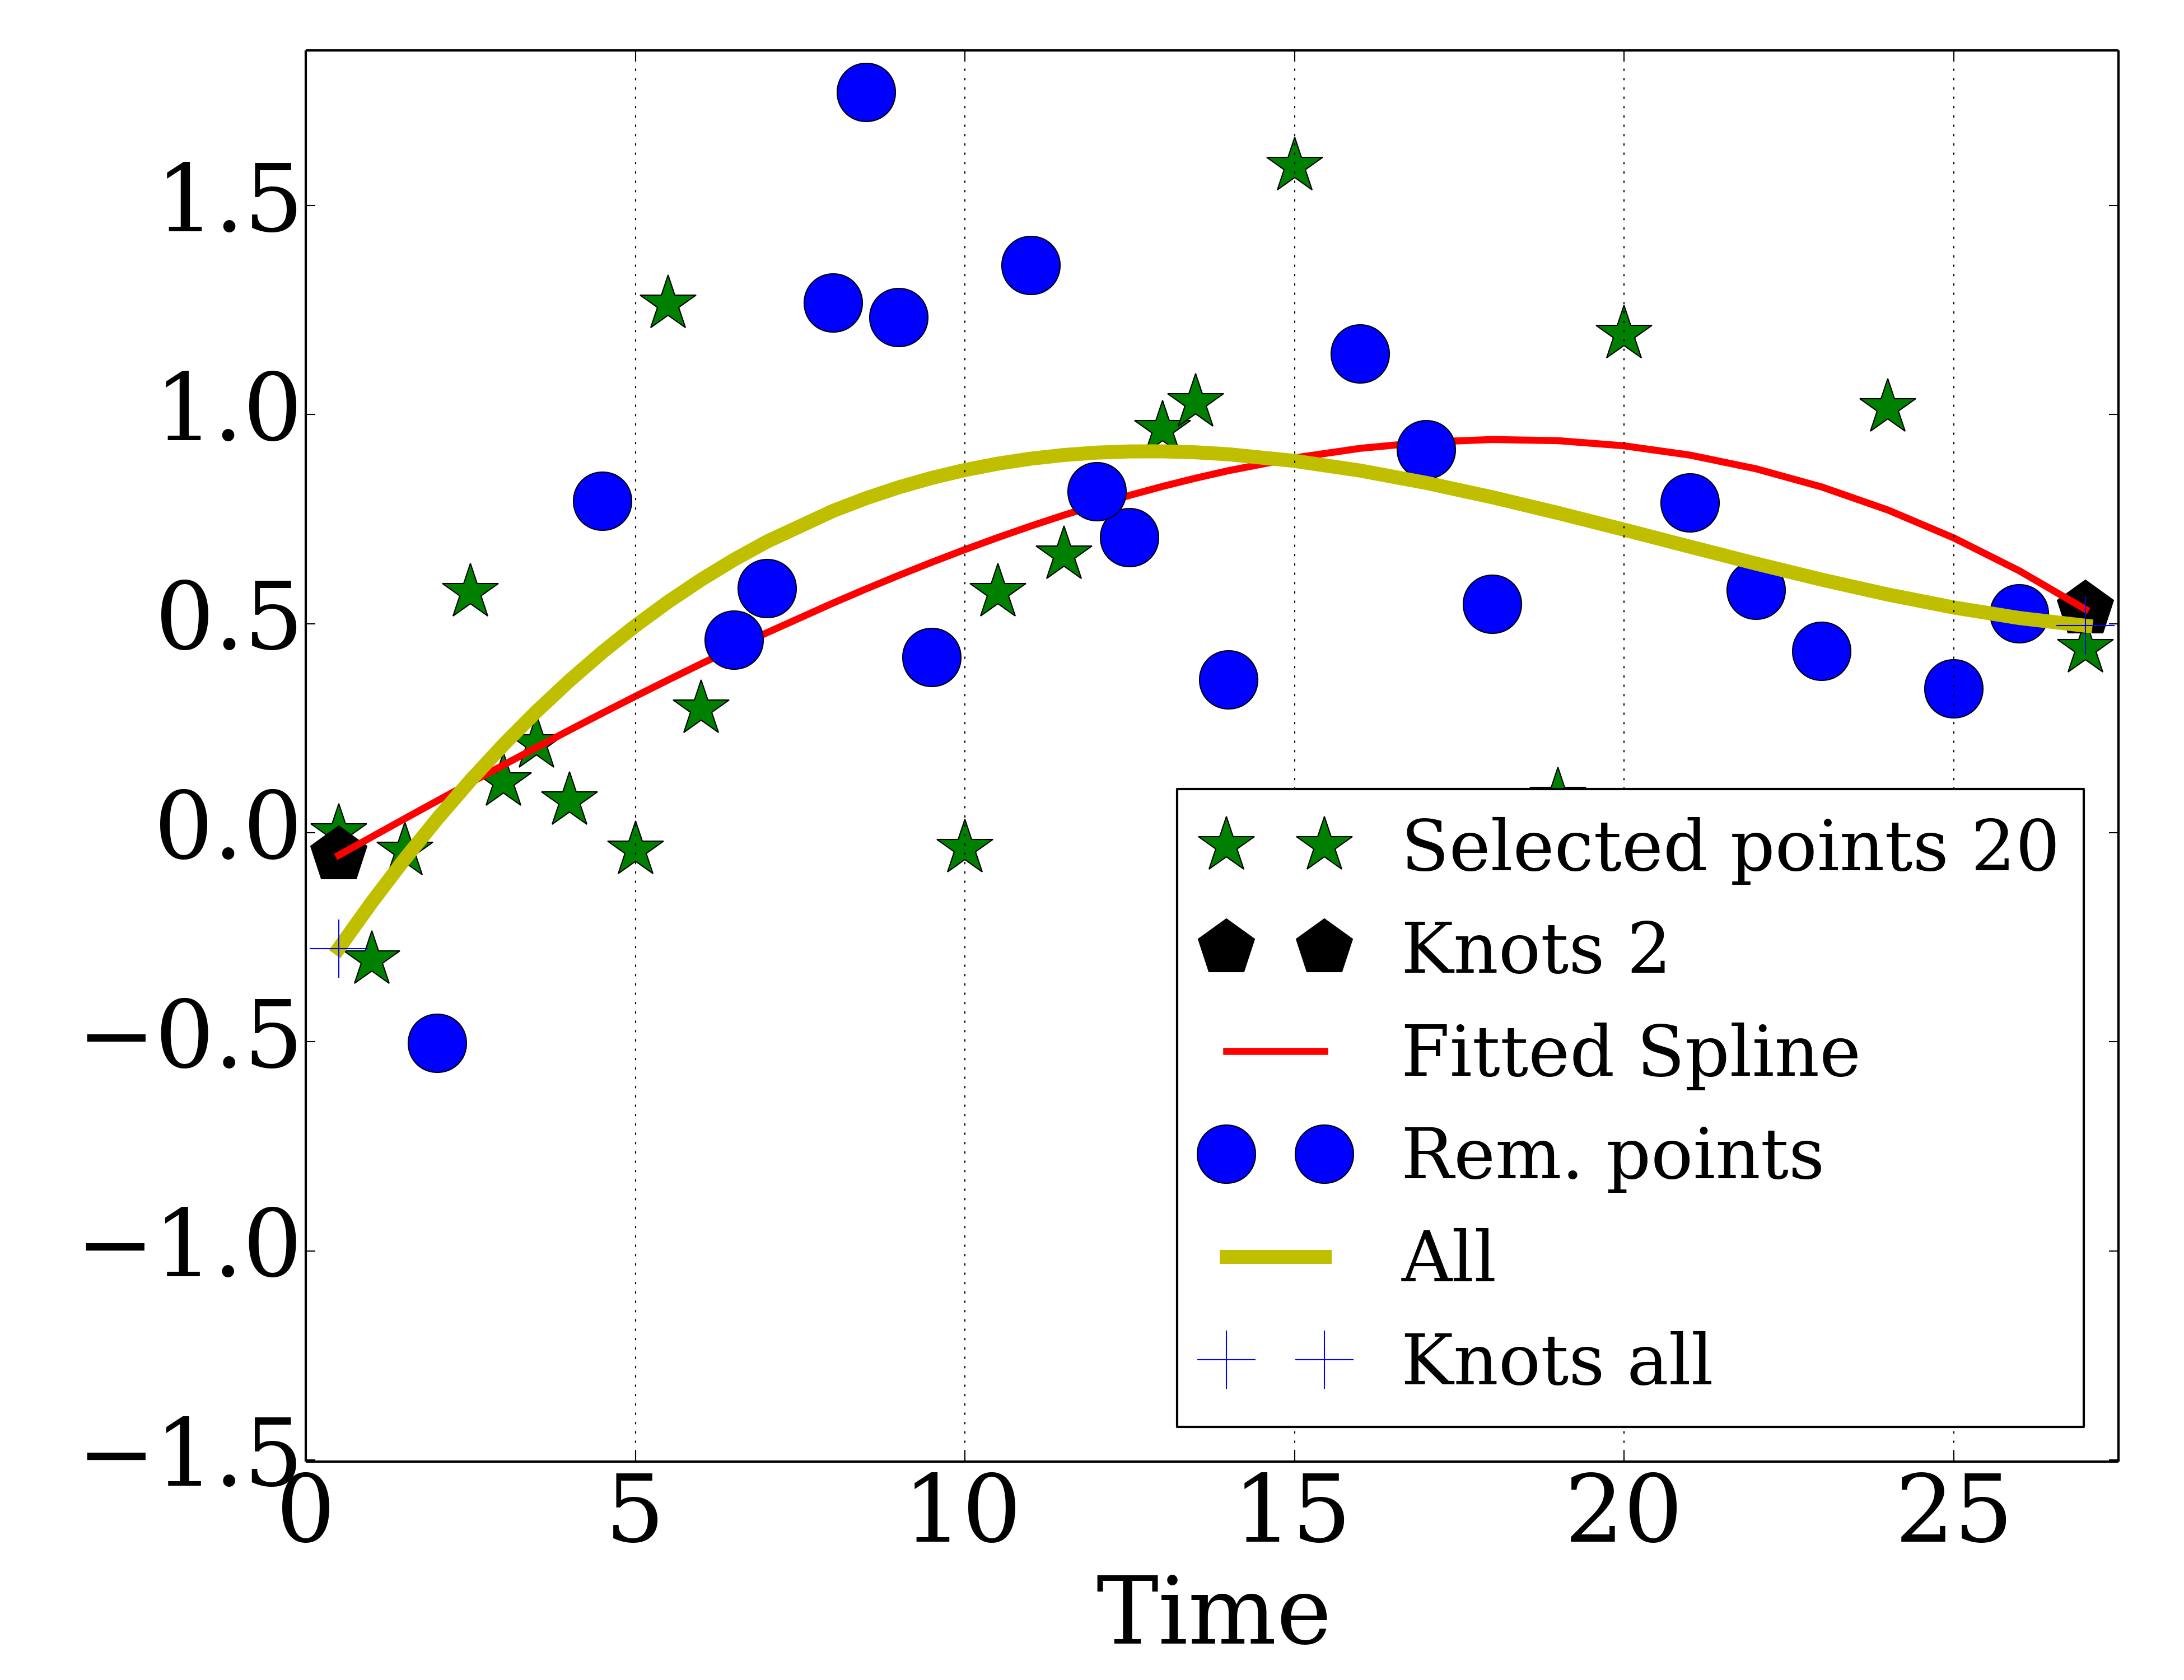 1.5
1.0
0.5
0.0
−0.5
−1.0
−1.5
Selected points 20
Knots 2
Fitted Spline
Rem. points
All
Knots all
0 5 10 15 20 25
Time